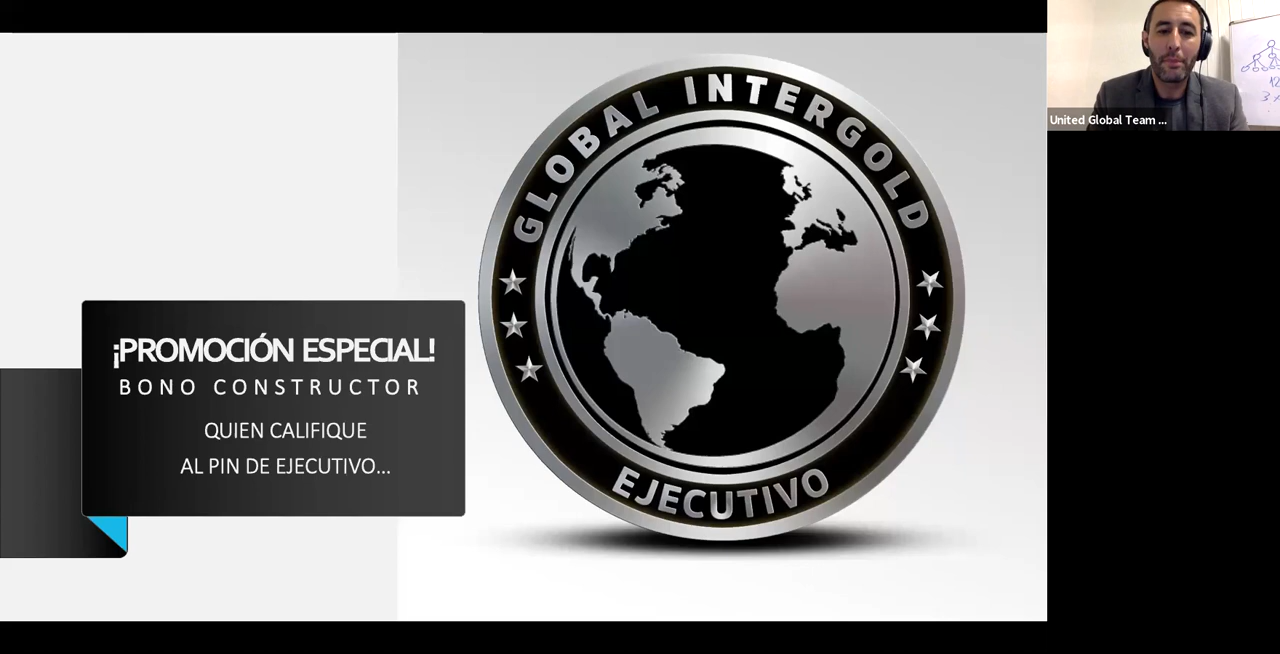 GLOBAL INTERGOLD
EJECUTIVO
¡PROMOCIÓN ESPECIAL!
BONO CONSTRUCTOR
QUIEN CALIFIQUE
AL PIN DE EJECUTIVO...
United Global Team ...